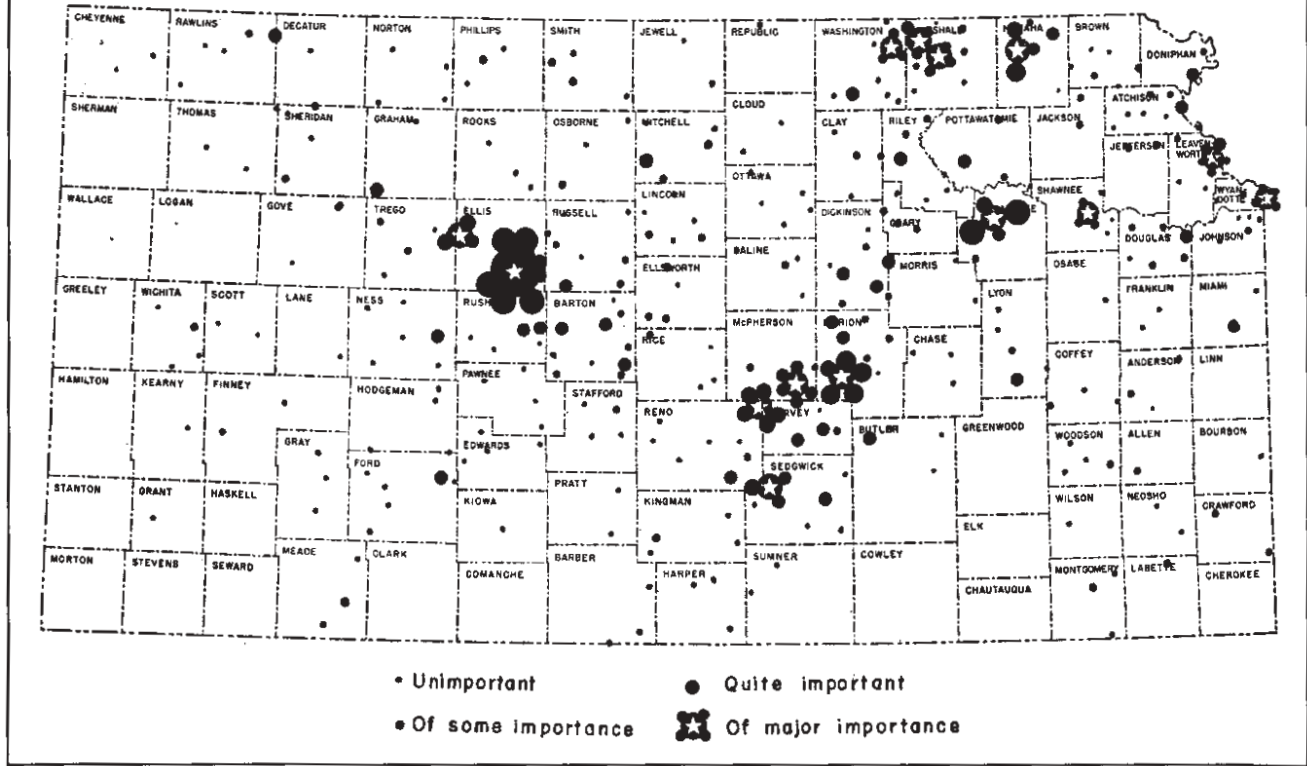 CHEYENNE RAWLINS DECATUR NORTON PHILLIPS SMITH JEWELL REPUBLIC WASHINGTON BROWN
DONIPHAN
SHERMAN THOMAS SHERIDAN GRAHAM ROOKS OSBORNE MITCHELL CLOUD CLAY RILEY POTTAWATOMIE JACKSON ATCHISON
JEFFERSON LEAVEN
WORT
WALLACE LOGAN GOVE TREGO ELLIS RUSSELL LINCOLN OTTAWA DICKINSON GEARY SHAWNEE WYAN
DOTTE
ELLSWORTH SALINE MORRIS OSAGE DOUGLAS JOHNSON
GREELEY WICHITA SCOTT LANE NESS RUSH BARTON RICE McPHERSON CHASE LYON FRANKLIN MIAMI
HAMILTON KEARNY FINNEY HODGEMAN PAWNEE STAFFORD RENO COFFEY ANDERSON LINN
GRAY FORD EDWARDS SEDGWICK BUTLER GREENWOOD WOODSON ALLEN BOURBON
STANTON GRANT HASKELL KIOWA PRATT KINGMAN ELK WILSON NEOSHO CRAWFORD
MORTON STEVENS SEWARD MEADE CLARK COMANCHE BARBER HARPER SUMNER COWLEY CHAUTAUQUA MONTGOMERY LABETTE CHEROKEE
Unimportant Quite important
Of some importance Of major importance